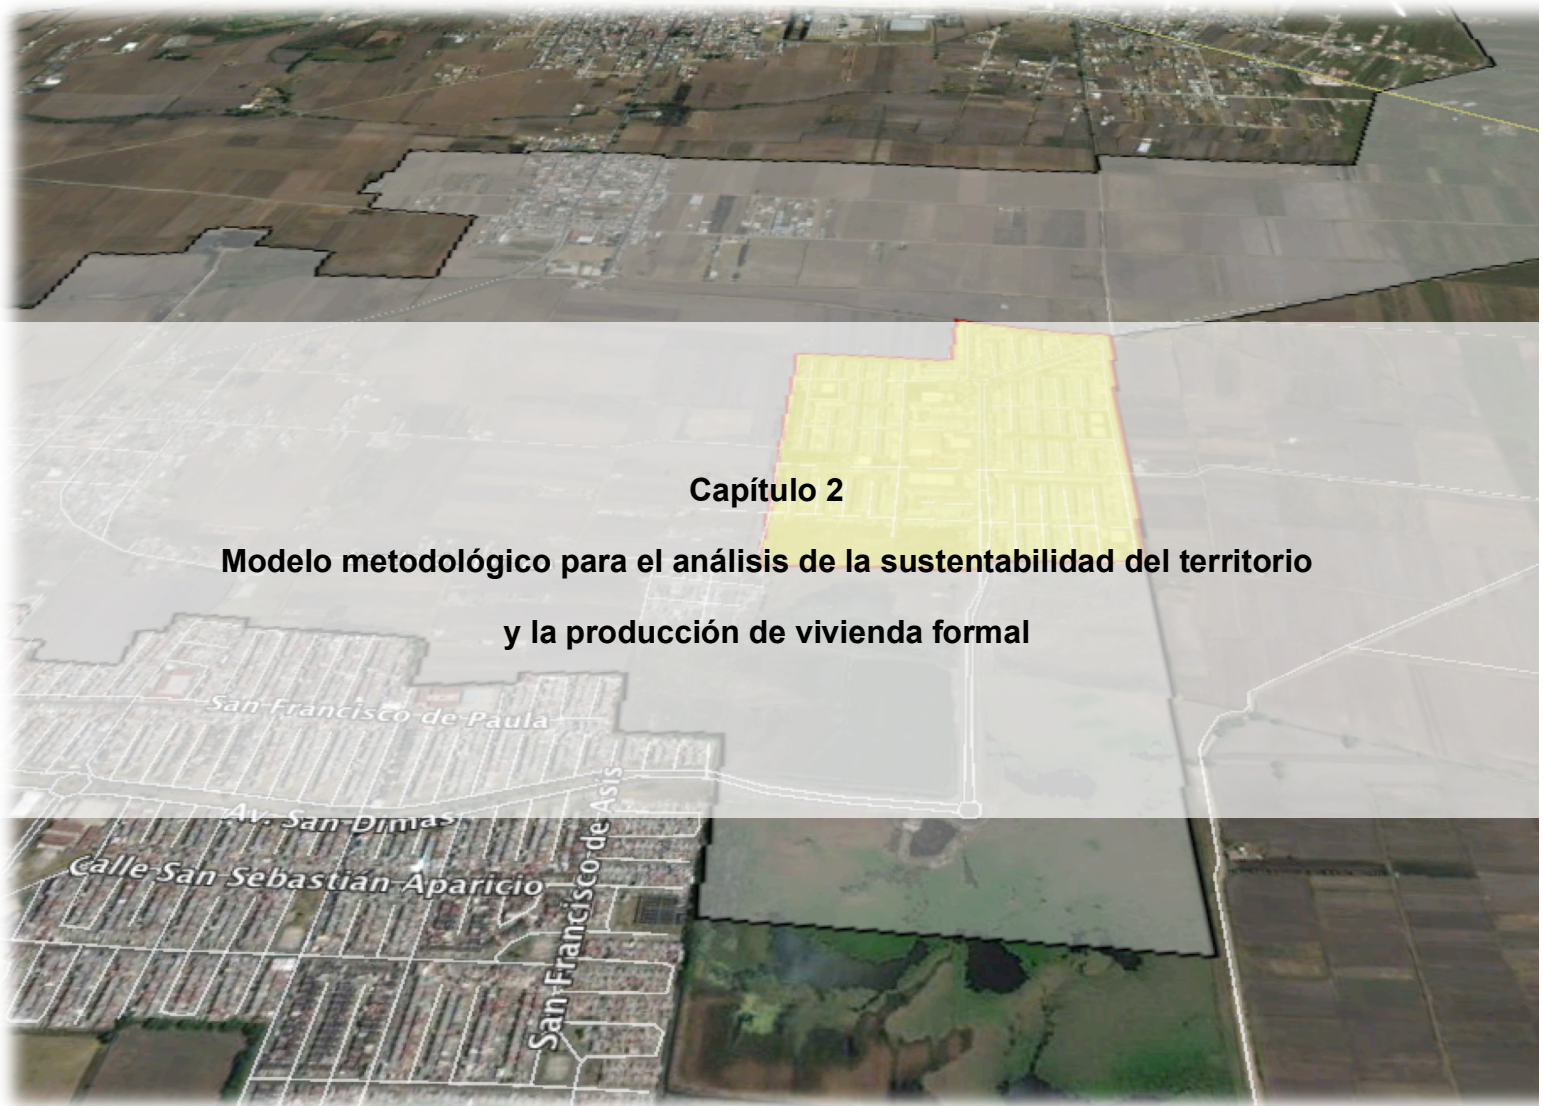 Capítulo 2
Modelo metodológico para el análisis de la sustentabilidad del territorio
y la producción de vivienda formal
San Francisco de Paula
Av. San Dimas
Calle San Sebastián Aparicio
San Francisco de Asís